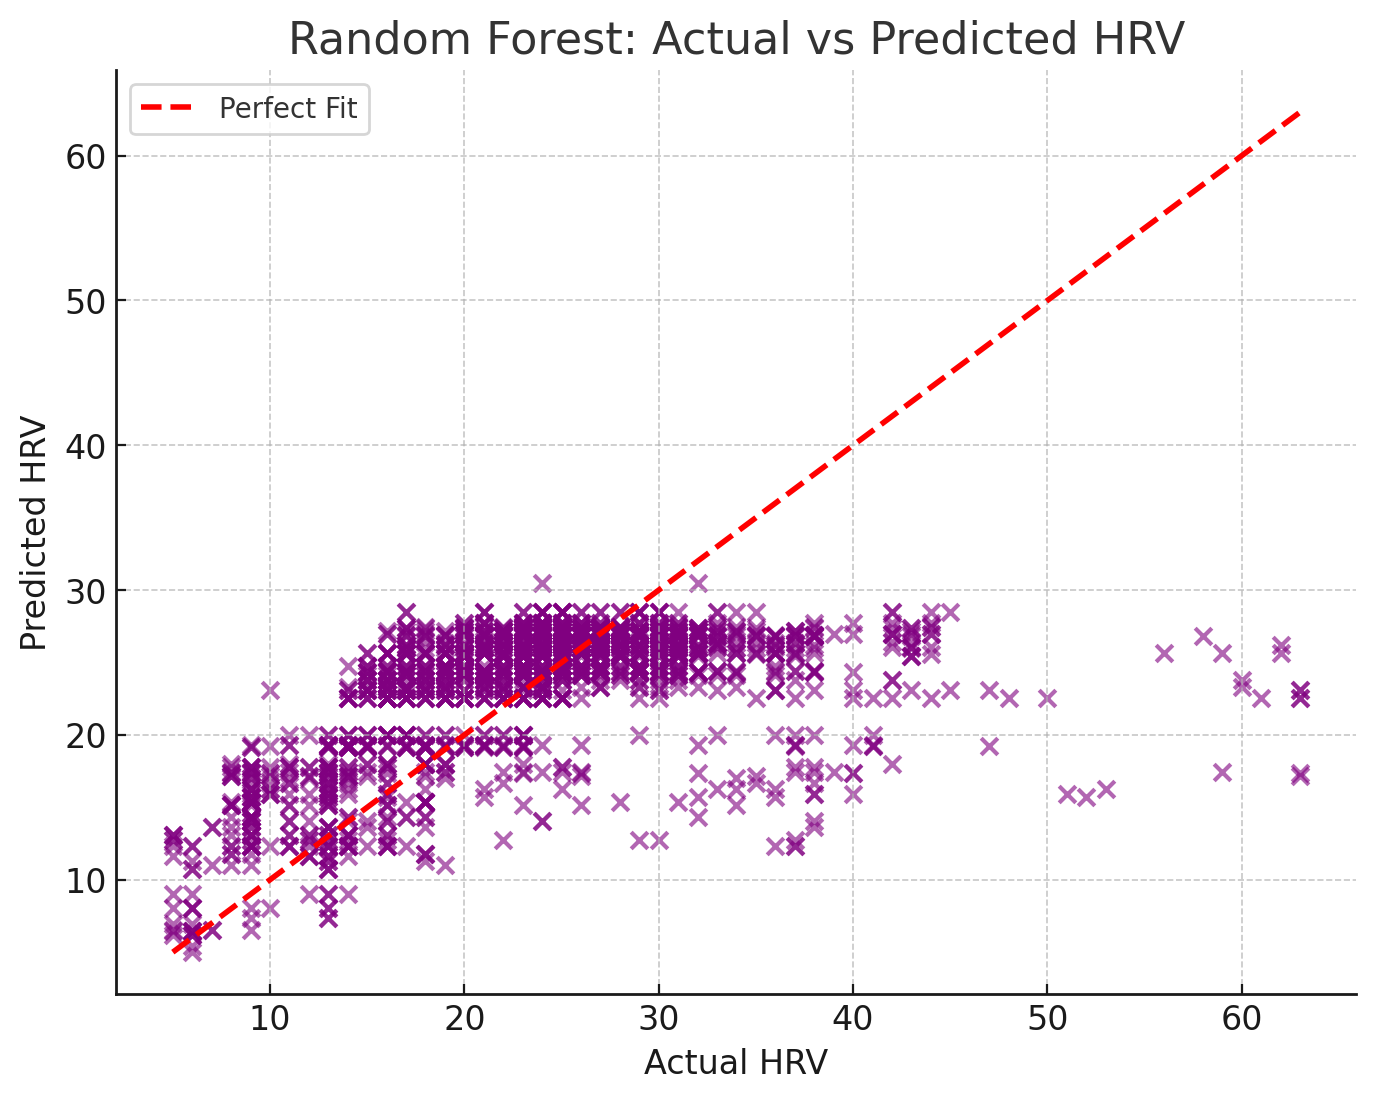 Random Forest: Actual vs Predicted HRV
Perfect Fit
60
50
40
30
20
10
Predicted HRV
10 20 30 40 50 60
Actual HRV